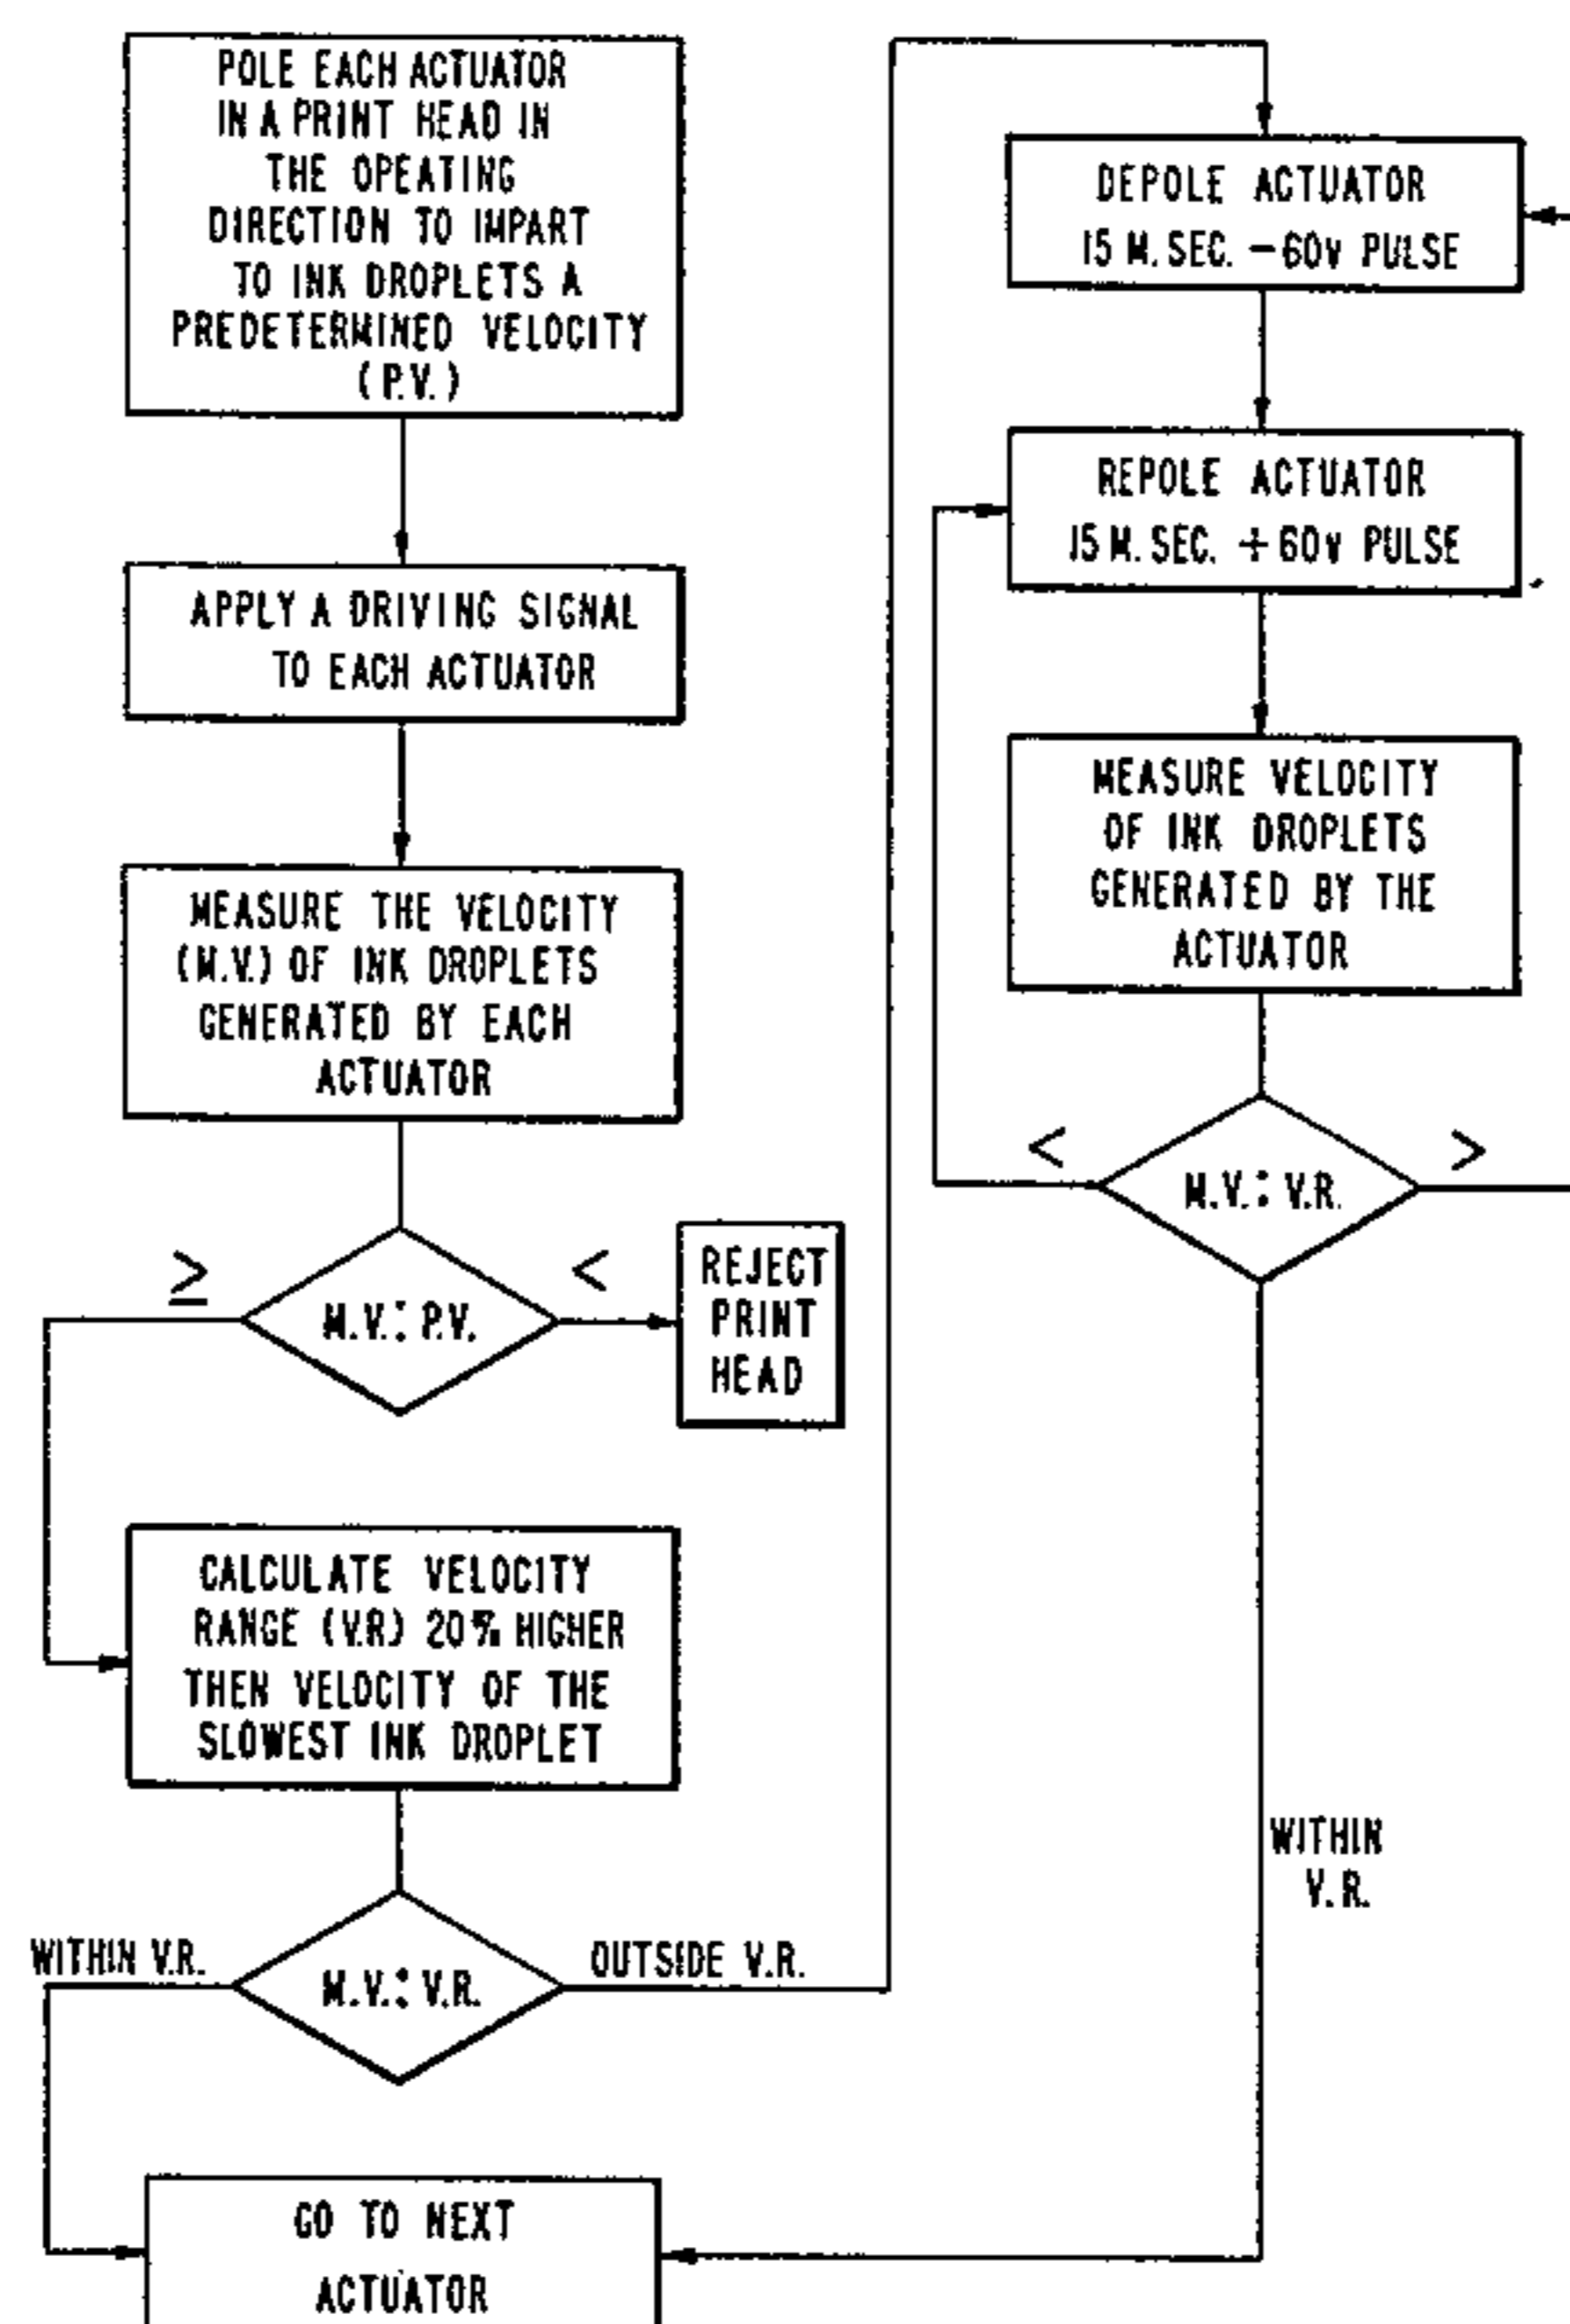 POLE EACH ACTUATOR
IN A PRINT HEAD IN
THE OPEATING
DIRECTION TO IMPART
TO INK DROPLETS A
PREDETERMINED VELOCITY
(P.V.)
APPLY A DRIVING SIGNAL
TO EACH ACTUATOR
MEASURE THE VELOCITY
(M.V.) OF INK DROPLETS
GENERATED BY EACH
ACTUATOR
≥
M.V.: P.V.
<
REJECT
PRINT
HEAD
CALCULATE VELOCITY
RANGE (V.R) 20% HIGHER
THEN VELOCITY OF THE
SLOWEST INK DROPLET
WITHIN V.R.
M.V.: V.R.
OUTSIDE V.R.
GO TO NEXT
ACTUATOR
DEPOLE ACTUATOR
15 M. SEC. -60V PULSE
REPOLE ACTUATOR
15 M. SEC. +60V PULSE
MEASURE VELOCITY
OF INK DROPLETS
GENERATED BY THE
ACTUATOR
<
M.V.: V.R.
>
WITHIN
V.R.